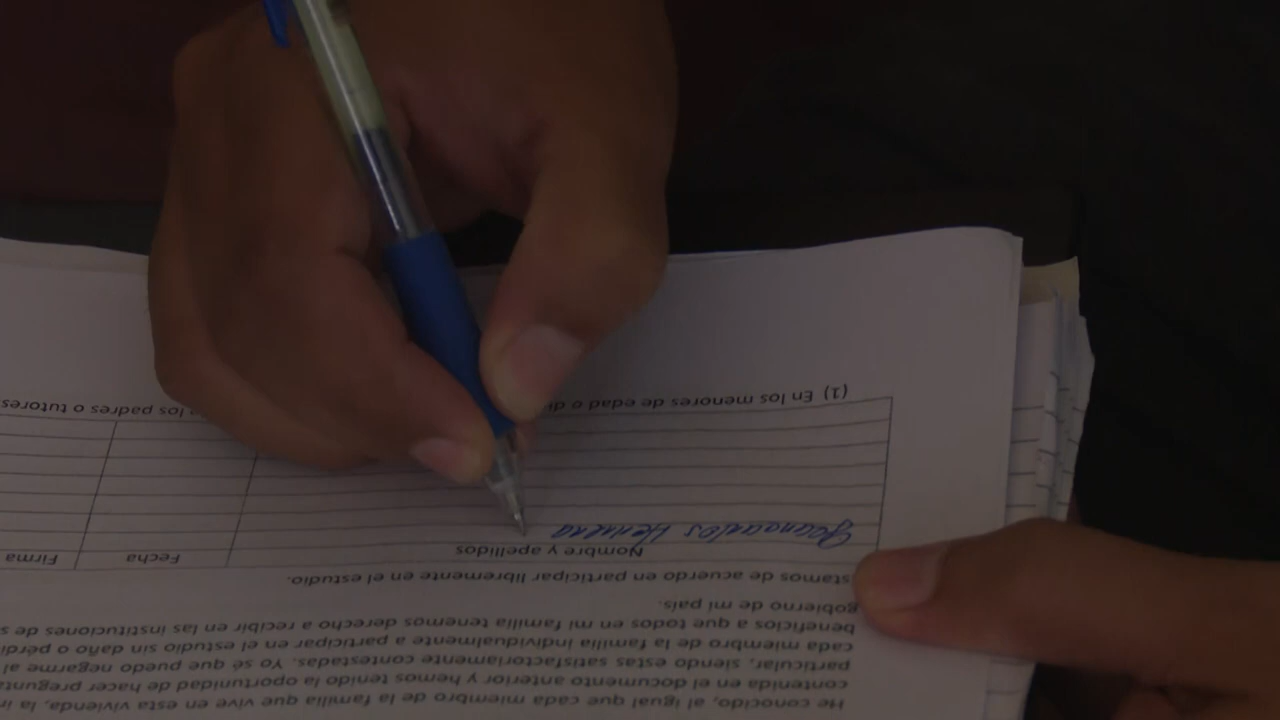 He conocido, al igual que cada miembro de la familia que vive en esta vivienda, la
contenida en el documento anterior y hemos tenido la oportunidad de hacer
particular, siendo estas satisfactoriamente contestadas. Yo sé que puedo negarme al
cada miembro de la familia individualmente a participar en el estudio sin daño o
beneficios a que todos en mi familia tenemos derecho a recibir en las instituciones de
gobierno de mi país.
stamos de acuerdo en participar libremente en el estudio.
Nombre y apellidos Fecha Firma
Herrera
(1) En los menores de edad o los padres o tutores